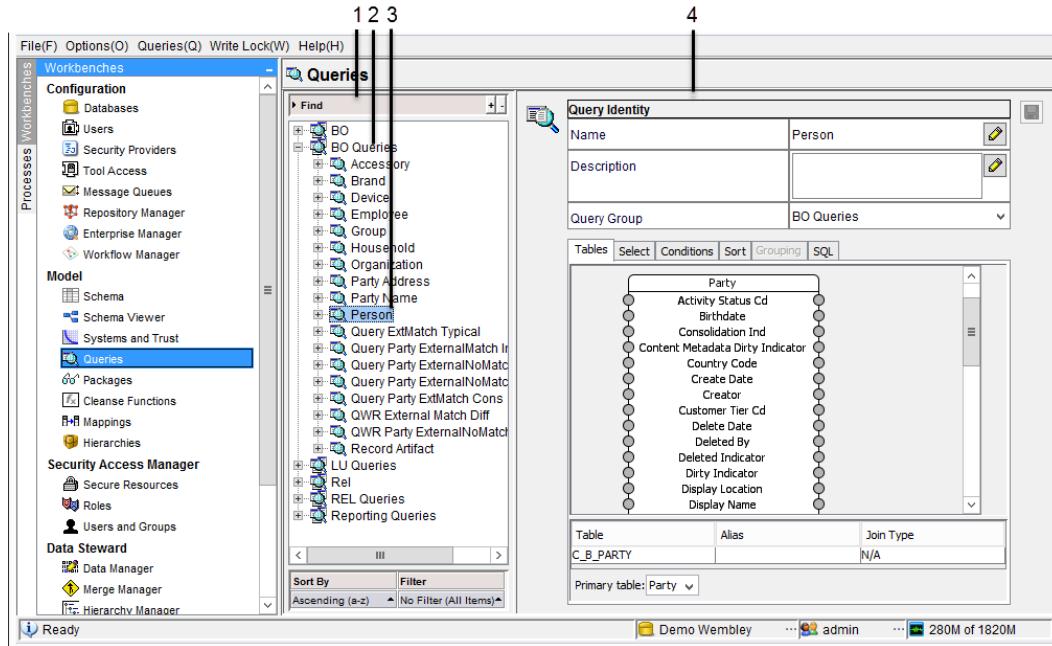 1 2 3 4
File(F) Options(O) Queries(Q) Write Lock(W) Help(H)
Workbenches
Processes
Workbenches
Configuration
Databases
Users
Security Providers
Tool Access
Message Queues
Repository Manager
Enterprise Manager
Workflow Manager
Model
Schema
Schema Viewer
Systems and Trust
Queries
Packages
Cleanse Functions
Mappings
Hierarchies
Security Access Manager
Secure Resources
Roles
Users and Groups
Data Steward
Data Manager
Merge Manager
Hierarchy Manager
Queries
Find
BO
BO Queries
Accessory
Brand
Device
Employee
Group
Household
Organization
Party Address
Party Name
Person
Query ExtMatch Typical
Query Party ExternalMatch Ir
Query Party ExternalNoMatc
Query Party ExternalNoMatc
Query Party ExtMatch Cons
QWR External Match Diff
QWR Party ExternalNoMatch
Record Artifact
LU Queries
Rel
REL Queries
Reporting Queries
Sort By Filter
Ascending (a-z) No Filter (All Items)
Query Identity
Name Person
Description
Query Group BO Queries
Tables Select Conditions Sort Grouping SQL
Party
Activity Status Cd
Birthdate
Consolidation Ind
Content Metadata Dirty Indicator
Country Code
Create Date
Creator
Customer Tier Cd
Delete Date
Deleted By
Deleted Indicator
Dirty Indicator
Display Location
Display Name
Table Alias Join Type
C_B_PARTY N/A
Primary table: Party
Ready Demo Wembley ... admin ... 280M of 1820M